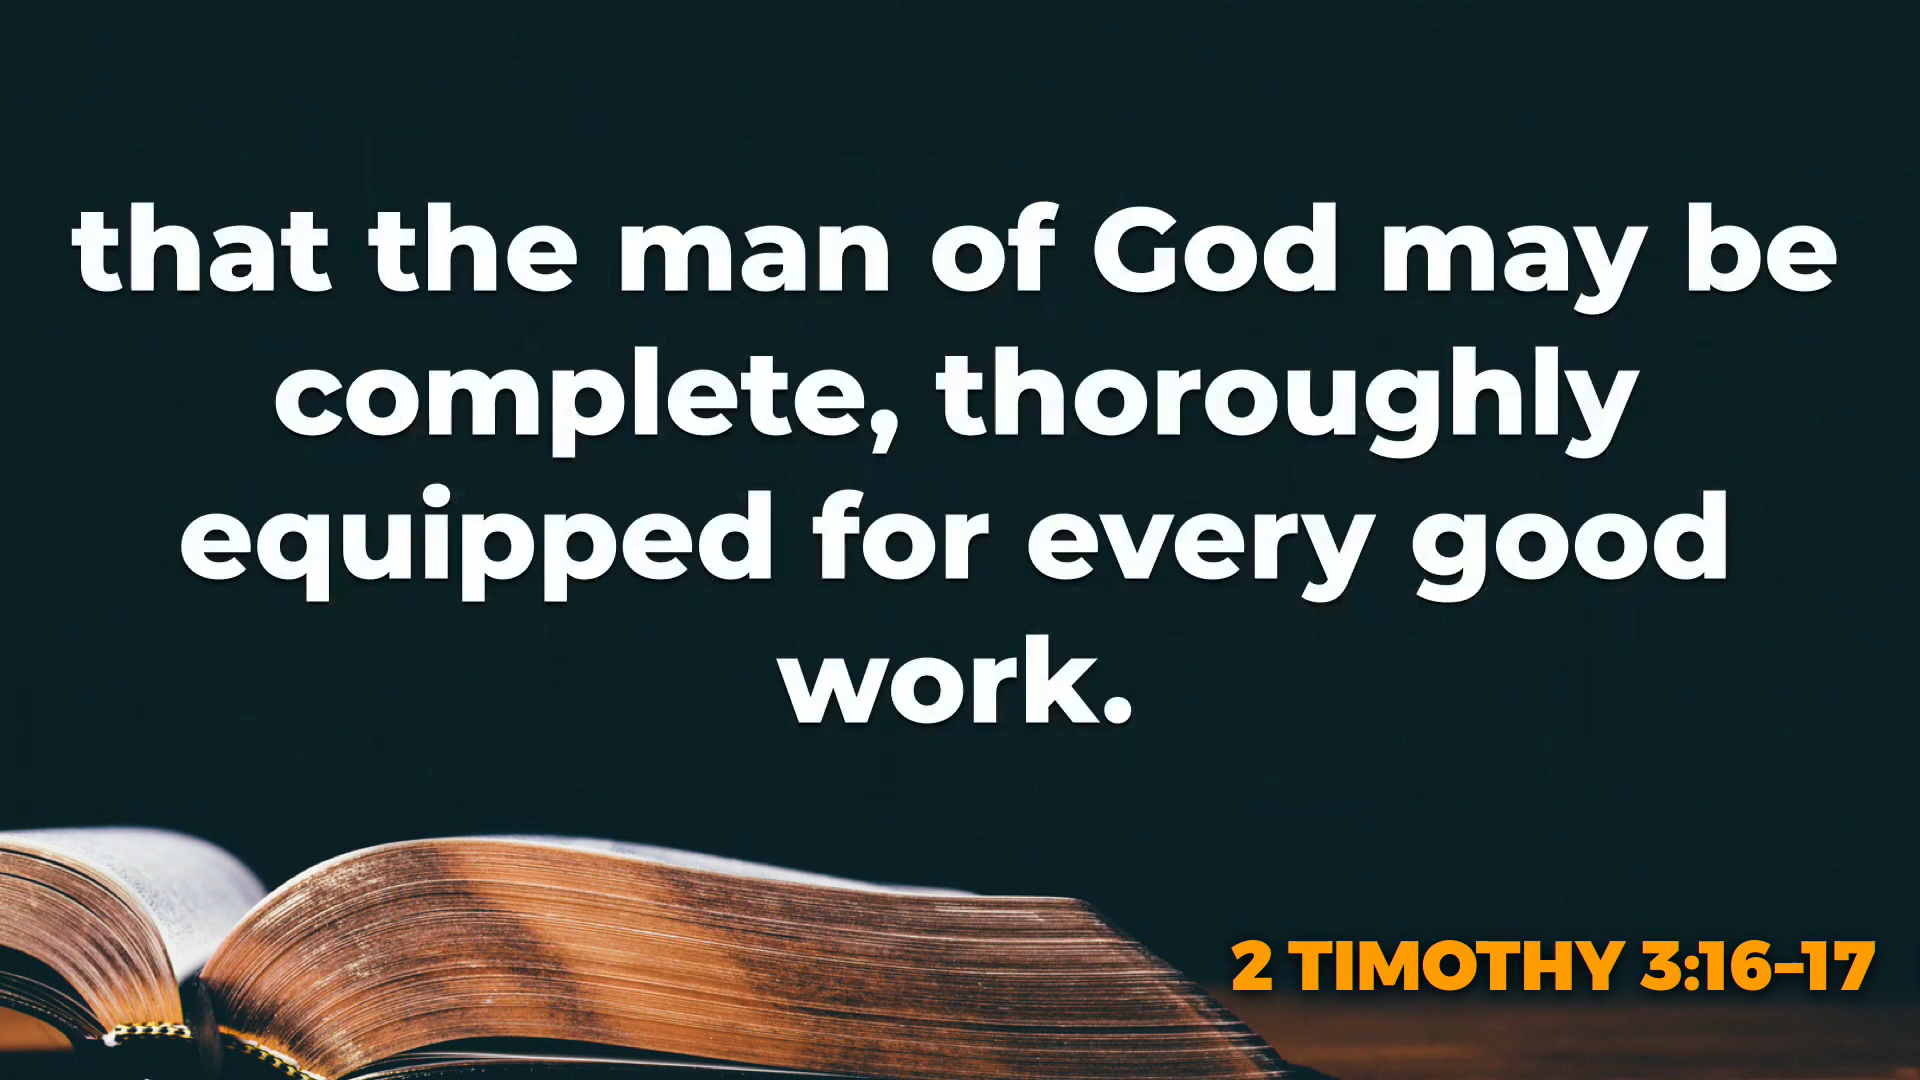 that the man of God may be
complete, thoroughly
equipped for every good
work.
2 TIMOTHY 3:16–17